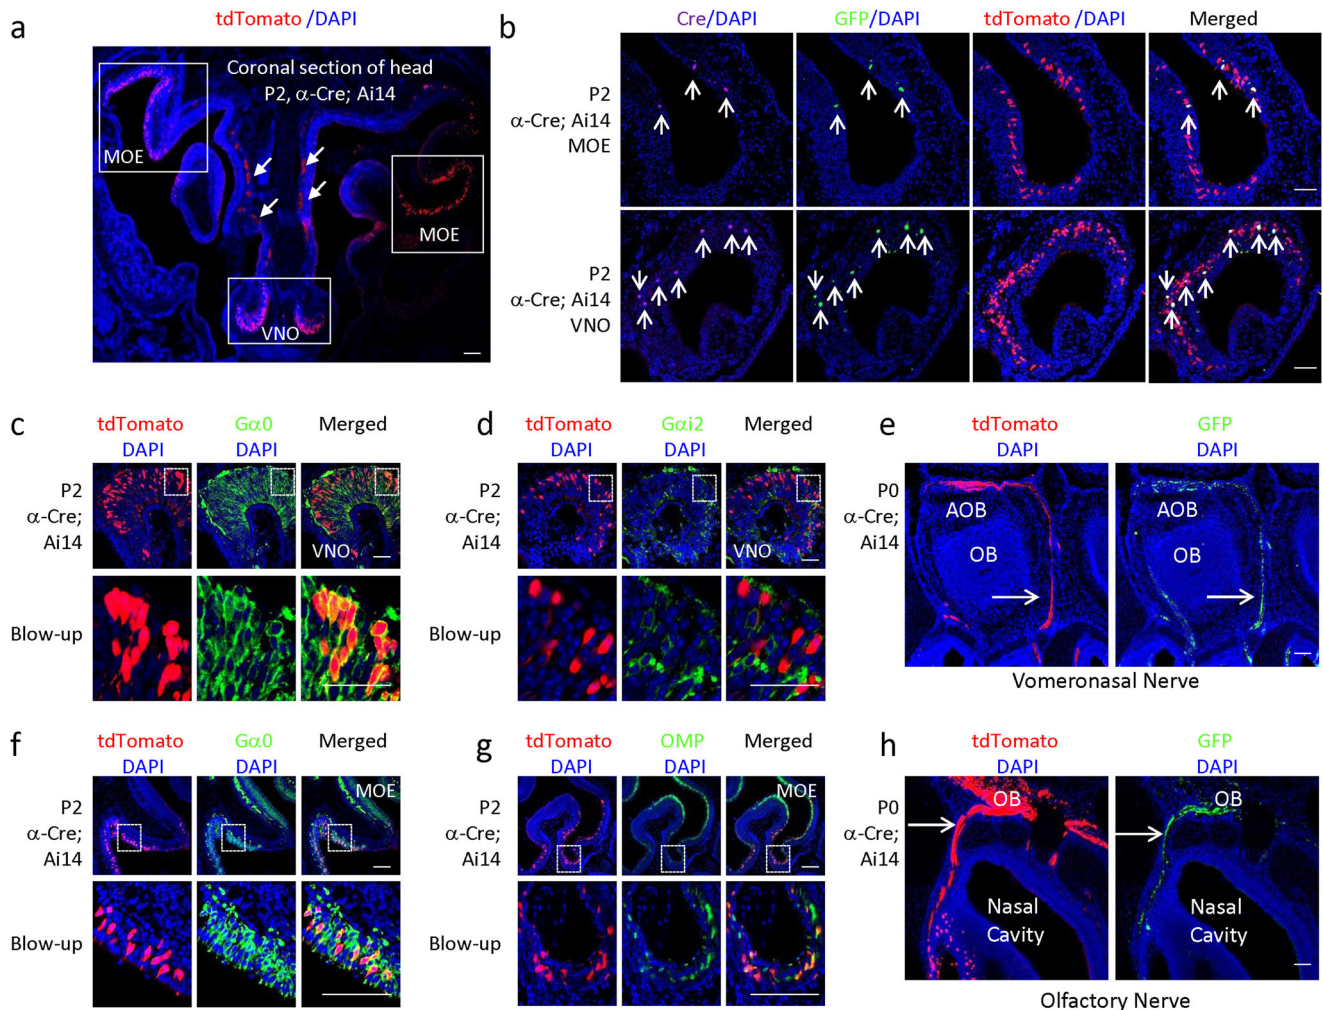 a
tdTomato /DAPI
Coronal section of head
P2, α-Cre; Ai14
MOE
MOE
VNO
b
Cre/DAPI
GFP/DAPI
tdTomato /DAPI
Merged
P2
α-Cre; Ai14
MOE
P2
α-Cre; Ai14
VNO
c
tdTomato
DAPI
Gα0
DAPI
Merged
P2
α-Cre;
Ai14
VNO
Blow-up
d
tdTomato
DAPI
Gαi2
DAPI
Merged
P2
α-Cre;
Ai14
VNO
Blow-up
e
tdTomato
DAPI
GFP
DAPI
P0
α-Cre;
Ai14
AOB
OB
AOB
OB
Vomeronasal Nerve
f
tdTomato
DAPI
Gα0
DAPI
Merged
P2
α-Cre;
Ai14
MOE
Blow-up
g
tdTomato
DAPI
OMP
DAPI
Merged
P2
α-Cre;
Ai14
MOE
Blow-up
h
tdTomato
DAPI
GFP
DAPI
P0
α-Cre;
Ai14
OB
OB
Nasal
Cavity
Nasal
Cavity
Olfactory Nerve